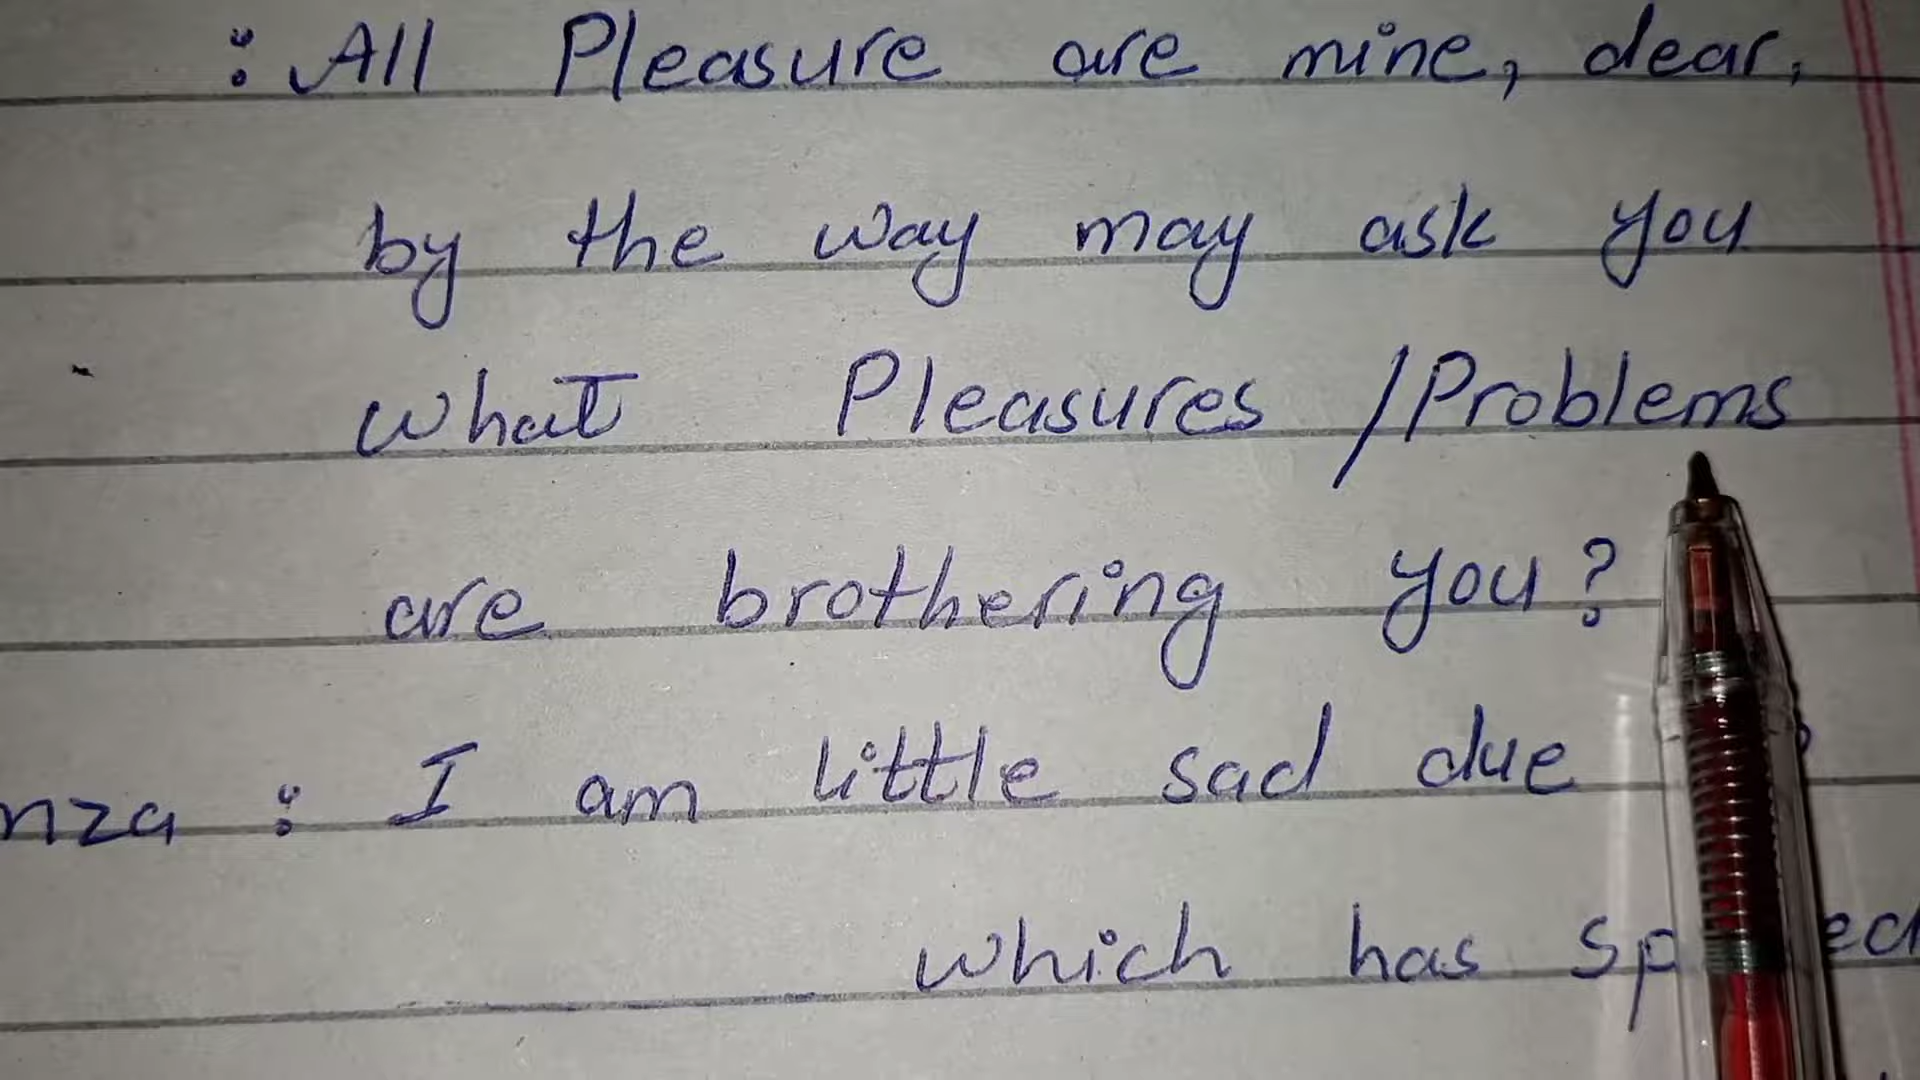 : All Pleasure are mine, dear,
by the way may ask you
what Pleasures / Problems
are brothering you?
nza : I am little sad due
which has